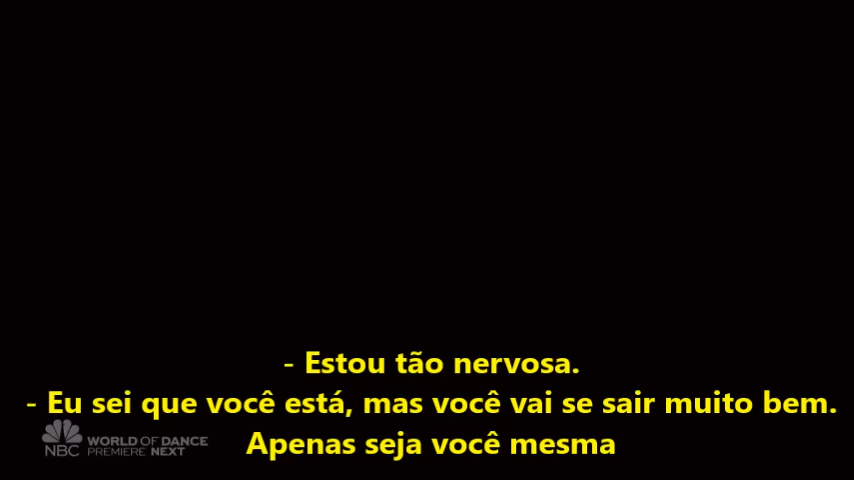 - Estou tão nervosa.
- Eu sei que você está, mas você vai se sair muito bem.
Apenas seja você mesma
NBC
WORLD OF DANCE
PREMIERE NEXT